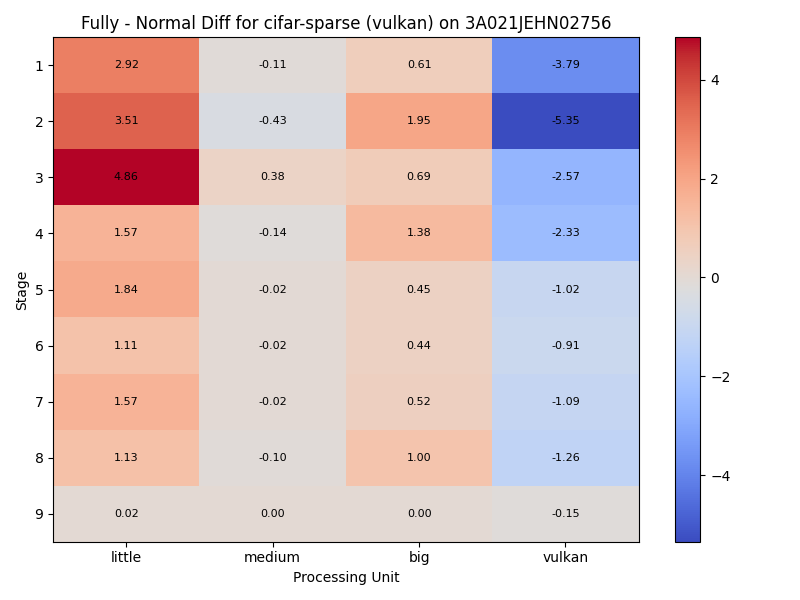 Fully - Normal Diff for cifar-sparse (vulkan) on 3A021JEHN02756
Stage
1 2.92 -0.11 0.61 -3.79
2 3.51 -0.43 1.95 -5.35
3 4.86 0.38 0.69 -2.57
4 1.57 -0.14 1.38 -2.33
5 1.84 -0.02 0.45 -1.02
6 1.11 -0.02 0.44 -0.91
7 1.57 -0.02 0.52 -1.09
8 1.13 -0.10 1.00 -1.26
9 0.02 0.00 0.00 -0.15
little medium big vulkan
Processing Unit
4
2
0
−2
−4